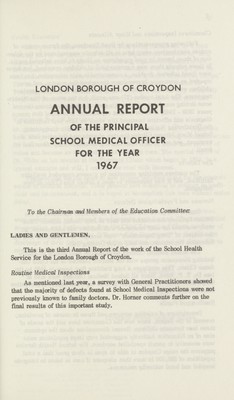 LONDON BOROUGH OF CROYDON
ANNUAL REPORT
OF THE PRINCIPAL
SCHOOL MEDICAL OFFICER
FOR THE YEAR
1967
To the Chairman and Members of the Education Committee
LADIES AND GENTLEMEN,
This is the third Annual Report of the work of the School Health
Service for the London Borough of Croydon.
Routine Medical Inspections
As mentioned last year, a survey with General Practitioners showed
that the majority of defects found at School Medical Inspections were not
previously known to family doctors. Dr. Horner comments further on the
final results of this important study.